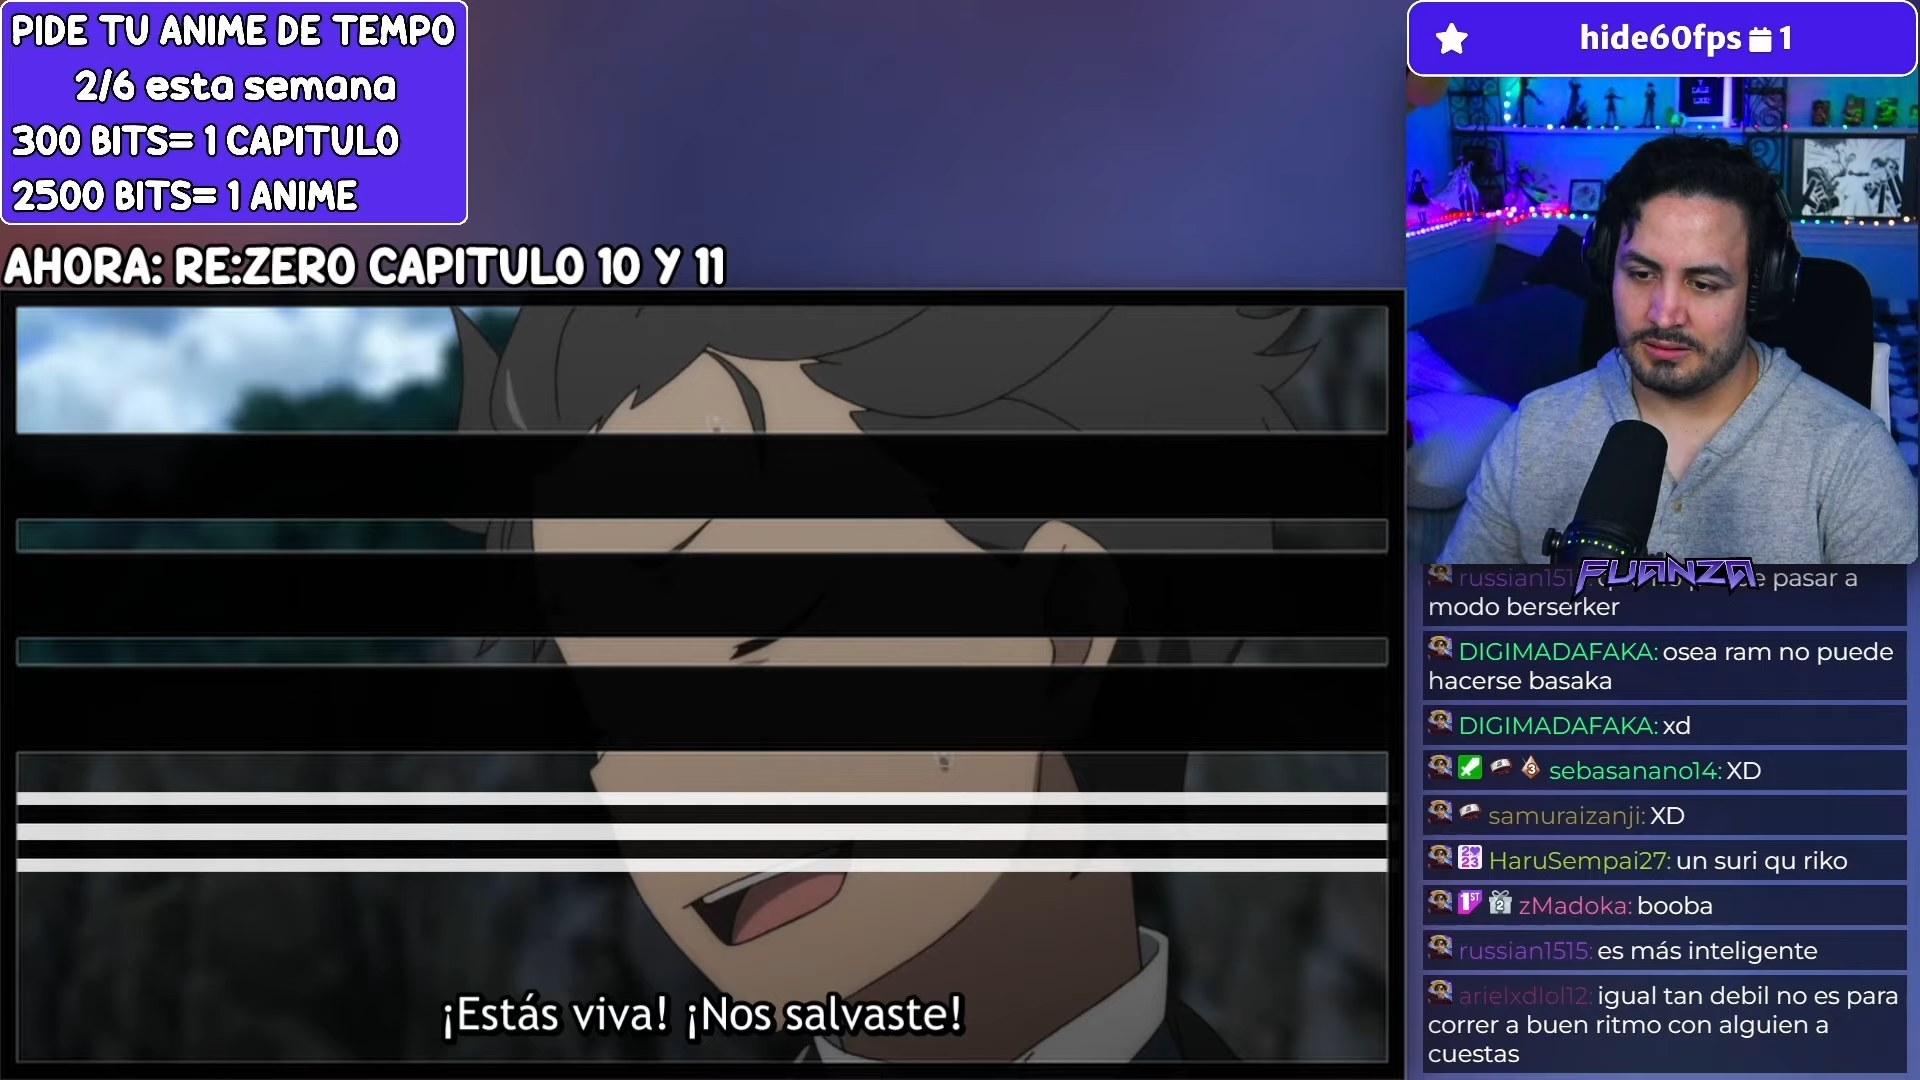 PIDE TU ANIME DE TEMPO
2/6 esta semana
300 BITS= 1 CAPITULO
2500 BITS= 1 ANIME
AHORA: RE:ZERO CAPITULO 10 Y 11
¡Estás viva! ¡Nos salvaste!
hide60fps 1
FUANZA
russian151 pasar a
modo berserker
DIGIMADAFAKA: osea ram no puede
hacerse basaka
DIGIMADAFAKA: xd
sebasanano14: XD
samuraizanji: XD
HaruSempai27: un suri qu riko
zMadoka: booba
russian1515: es más inteligente
arielxdlol12: igual tan debil no es para
correr a buen ritmo con alguien a
cuestas